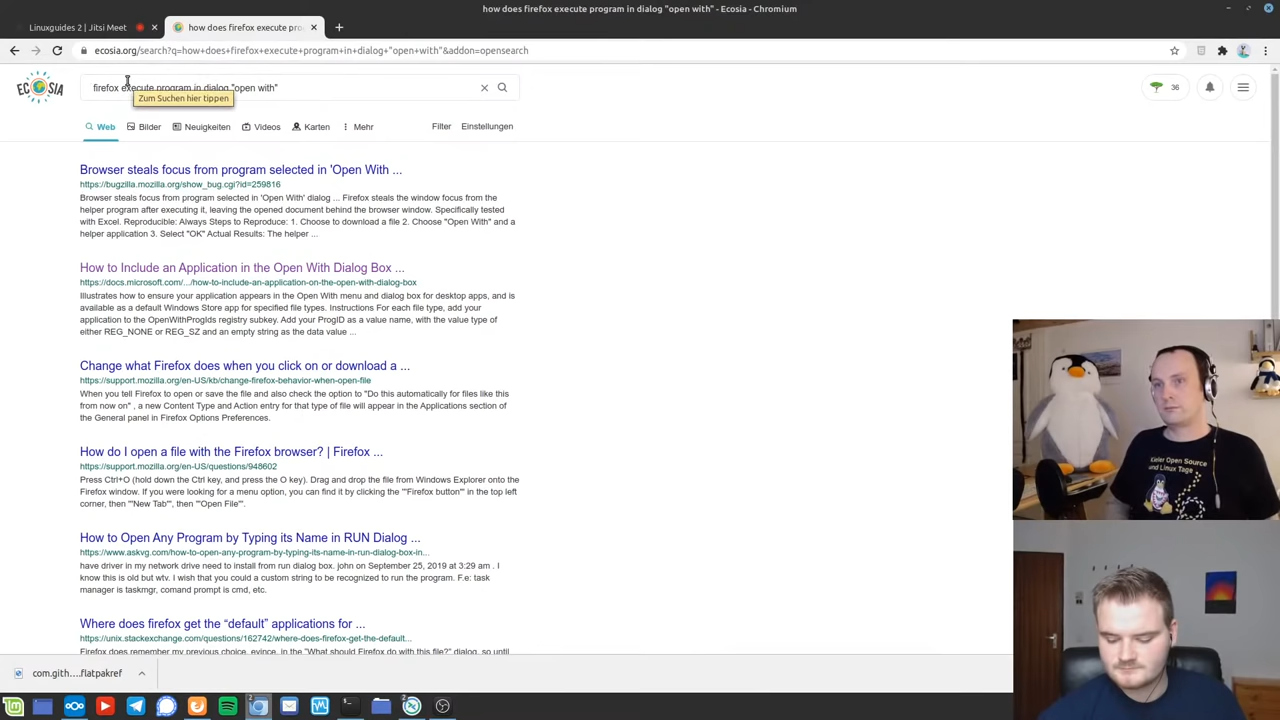 how does firefox execute program in dialog "open with" - Ecosia - Chromium
Linuxguides 2 | Jitsi Meet
how does firefox execute pro
ecosia.org/search?q=how+does+firefox+execute+program+in+dialog+"open+with"&addon=opensearch
ECOSIA
firefox execute program in dialog "open with"
Zum Suchen hier tippen
36
Web
Bilder
Neuigkeiten
Videos
Karten
Mehr
Filter
Einstellungen
Browser steals focus from program selected in 'Open With ...
https://bugzilla.mozilla.org/show_bug.cgi?id=259816
Browser steals focus from program selected in 'Open With' dialog ... Firefox steals the window focus from the
helper program after executing it, leaving the opened document behind the browser window. Specifically tested
with Excel. Reproducible: Always Steps to Reproduce: 1. Choose to download a file 2. Choose "Open With" and a
helper application 3. Select "OK" Actual Results: The helper ...
How to Include an Application in the Open With Dialog Box ...
https://docs.microsoft.com/.../how-to-include-an-application-on-the-open-with-dialog-box
Illustrates how to ensure your application appears in the Open With menu and dialog box for desktop apps, and is
available as a default Windows Store app for specified file types. Instructions For each file type, add your
application to the OpenWithProgIds registry subkey. Add your ProgID as a value name, with the value type of
either REG_NONE or REG_SZ and an empty string as the data value ...
Change what Firefox does when you click on or download a ...
https://support.mozilla.org/en-US/kb/change-firefox-behavior-when-open-file
When you tell Firefox to open or save the file and also check the option to "Do this automatically for files like this
from now on" , a new Content Type and Action entry for that type of file will appear in the Applications section of
the General panel in Firefox Options Preferences.
How do I open a file with the Firefox browser? | Firefox ...
https://support.mozilla.org/en-US/questions/948602
Press Ctrl+O (hold down the Ctrl key, and press the O key). Drag and drop the file from Windows Explorer onto the
Firefox window. If you were looking for a menu option, you can find it by clicking the ""Firefox button"" in the top left
corner, then ""New Tab"", then ""Open File"".
How to Open Any Program by Typing its Name in RUN Dialog ...
https://www.askvg.com/how-to-open-any-program-by-typing-its-name-in-run-dialog-box-in...
have driver in my network drive need to install from run dialog box. john on September 25, 2019 at 3:29 am . I
know this is old but wtv. I wish that you could a custom string to be recognized to run the program. F.e: task
manager is taskmgr, comand prompt is cmd, etc.
Where does firefox get the “default” applications for ...
https://unix.stackexchange.com/questions/162742/where-does-firefox-get-the-default...
Firefox does remember my previous choice, evince, in the "What should Firefox do with this file?" dialog, so until
Kieler Open Source
und Linux Tage
com.gith….flatpakref
2
2